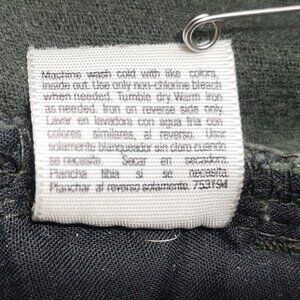 Machine wash cold with like colors,
inside out. Use only non-chlorine bleach
when needed. Tumble dry. Warm iron
as needed. Iron on reverse side only.
Lavar en lavadora con agua fria con
colores similares, al reverso. Usar
solamente blanqueador sin cloro cuando
se necesita. Secar en secadora.
Plancha tibia si se necesita.
Planchar al reverso solamente. 753194